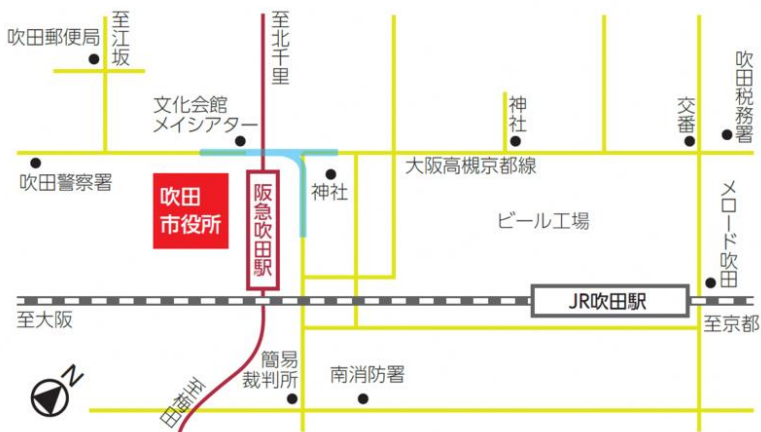 至江坂
至北千里
吹田郵便局
吹田税務署
文化会館
メイシアター
神社
交番
大阪高槻京都線
吹田警察署
吹田
市役所
阪急吹田駅
神社
ビール工場
メロード吹田
JR吹田駅
至大阪
至京都
簡易
裁判所
南消防署
至梅田
N